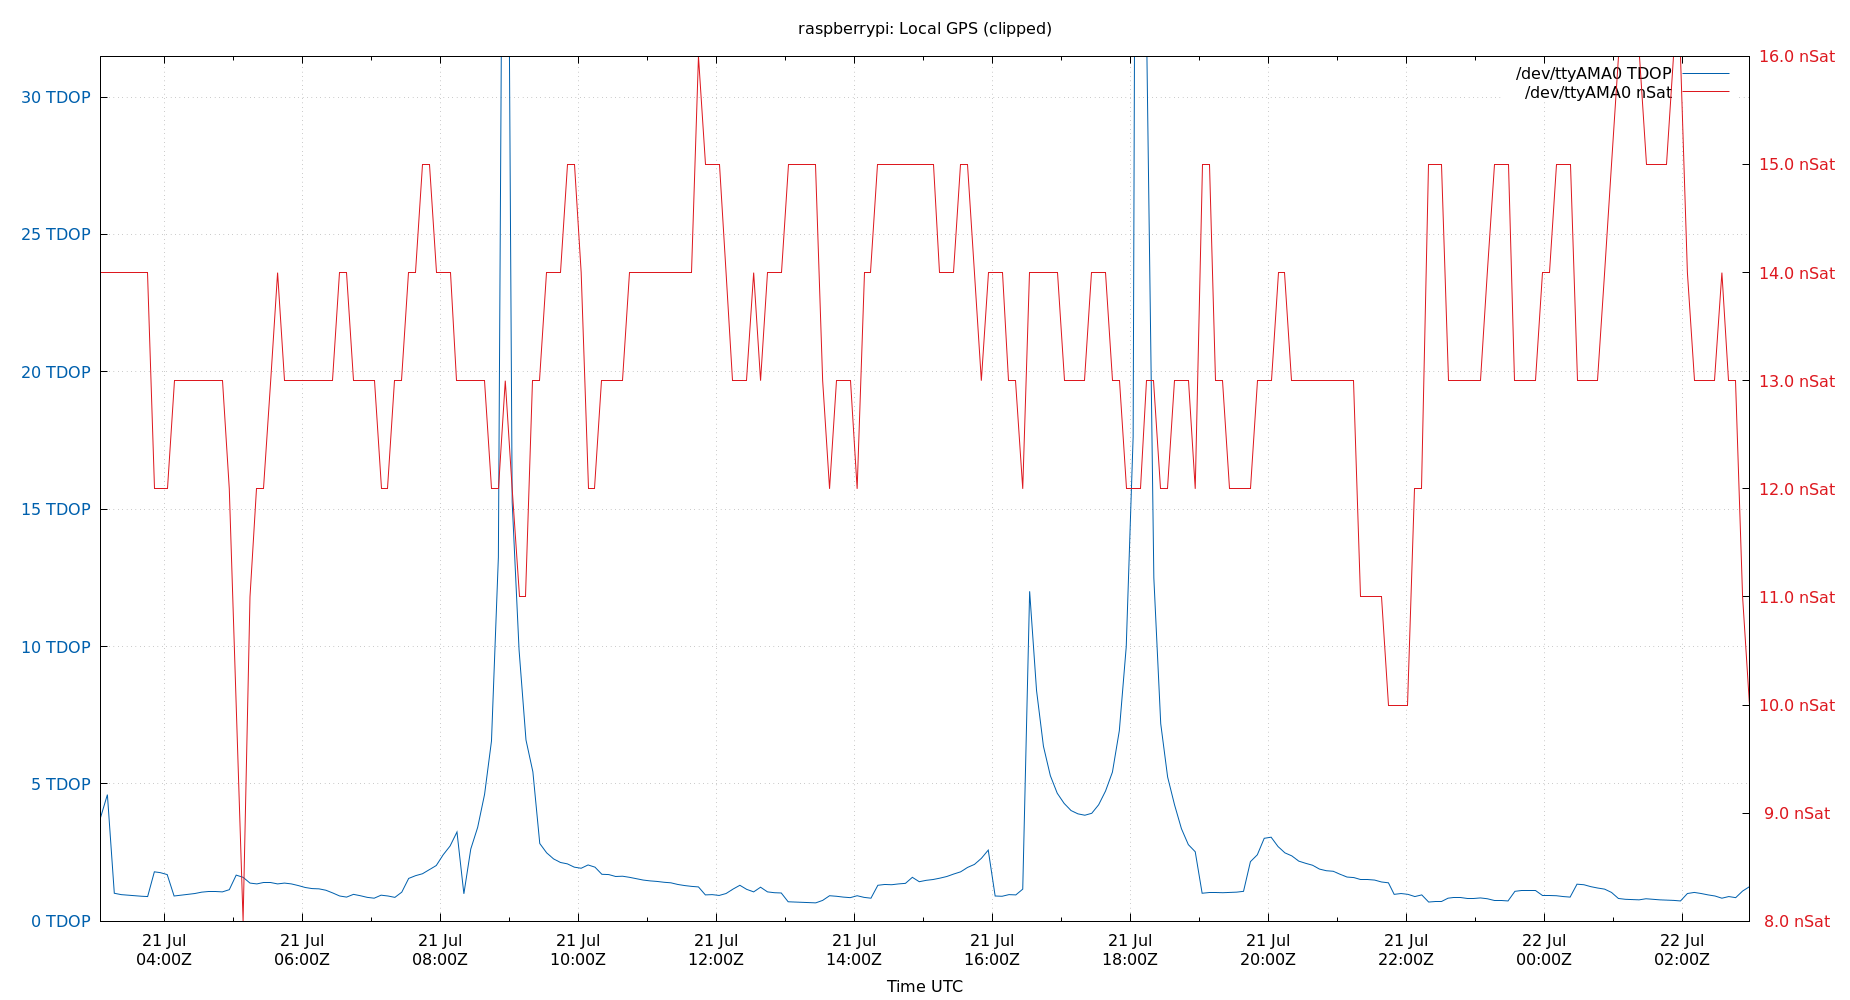 raspberrypi: Local GPS (clipped)
/dev/ttyAMA0 TDOP
/dev/ttyAMA0 nSat
30 TDOP
25 TDOP
20 TDOP
15 TDOP
10 TDOP
5 TDOP
0 TDOP
16.0 nSat
15.0 nSat
14.0 nSat
13.0 nSat
12.0 nSat
11.0 nSat
10.0 nSat
9.0 nSat
8.0 nSat
21 Jul 21 Jul 21 Jul 21 Jul 21 Jul 21 Jul 21 Jul 21 Jul 21 Jul 21 Jul 22 Jul 22 Jul
04:00Z 06:00Z 08:00Z 10:00Z 12:00Z 14:00Z 16:00Z 18:00Z 20:00Z 22:00Z 00:00Z 02:00Z
Time UTC